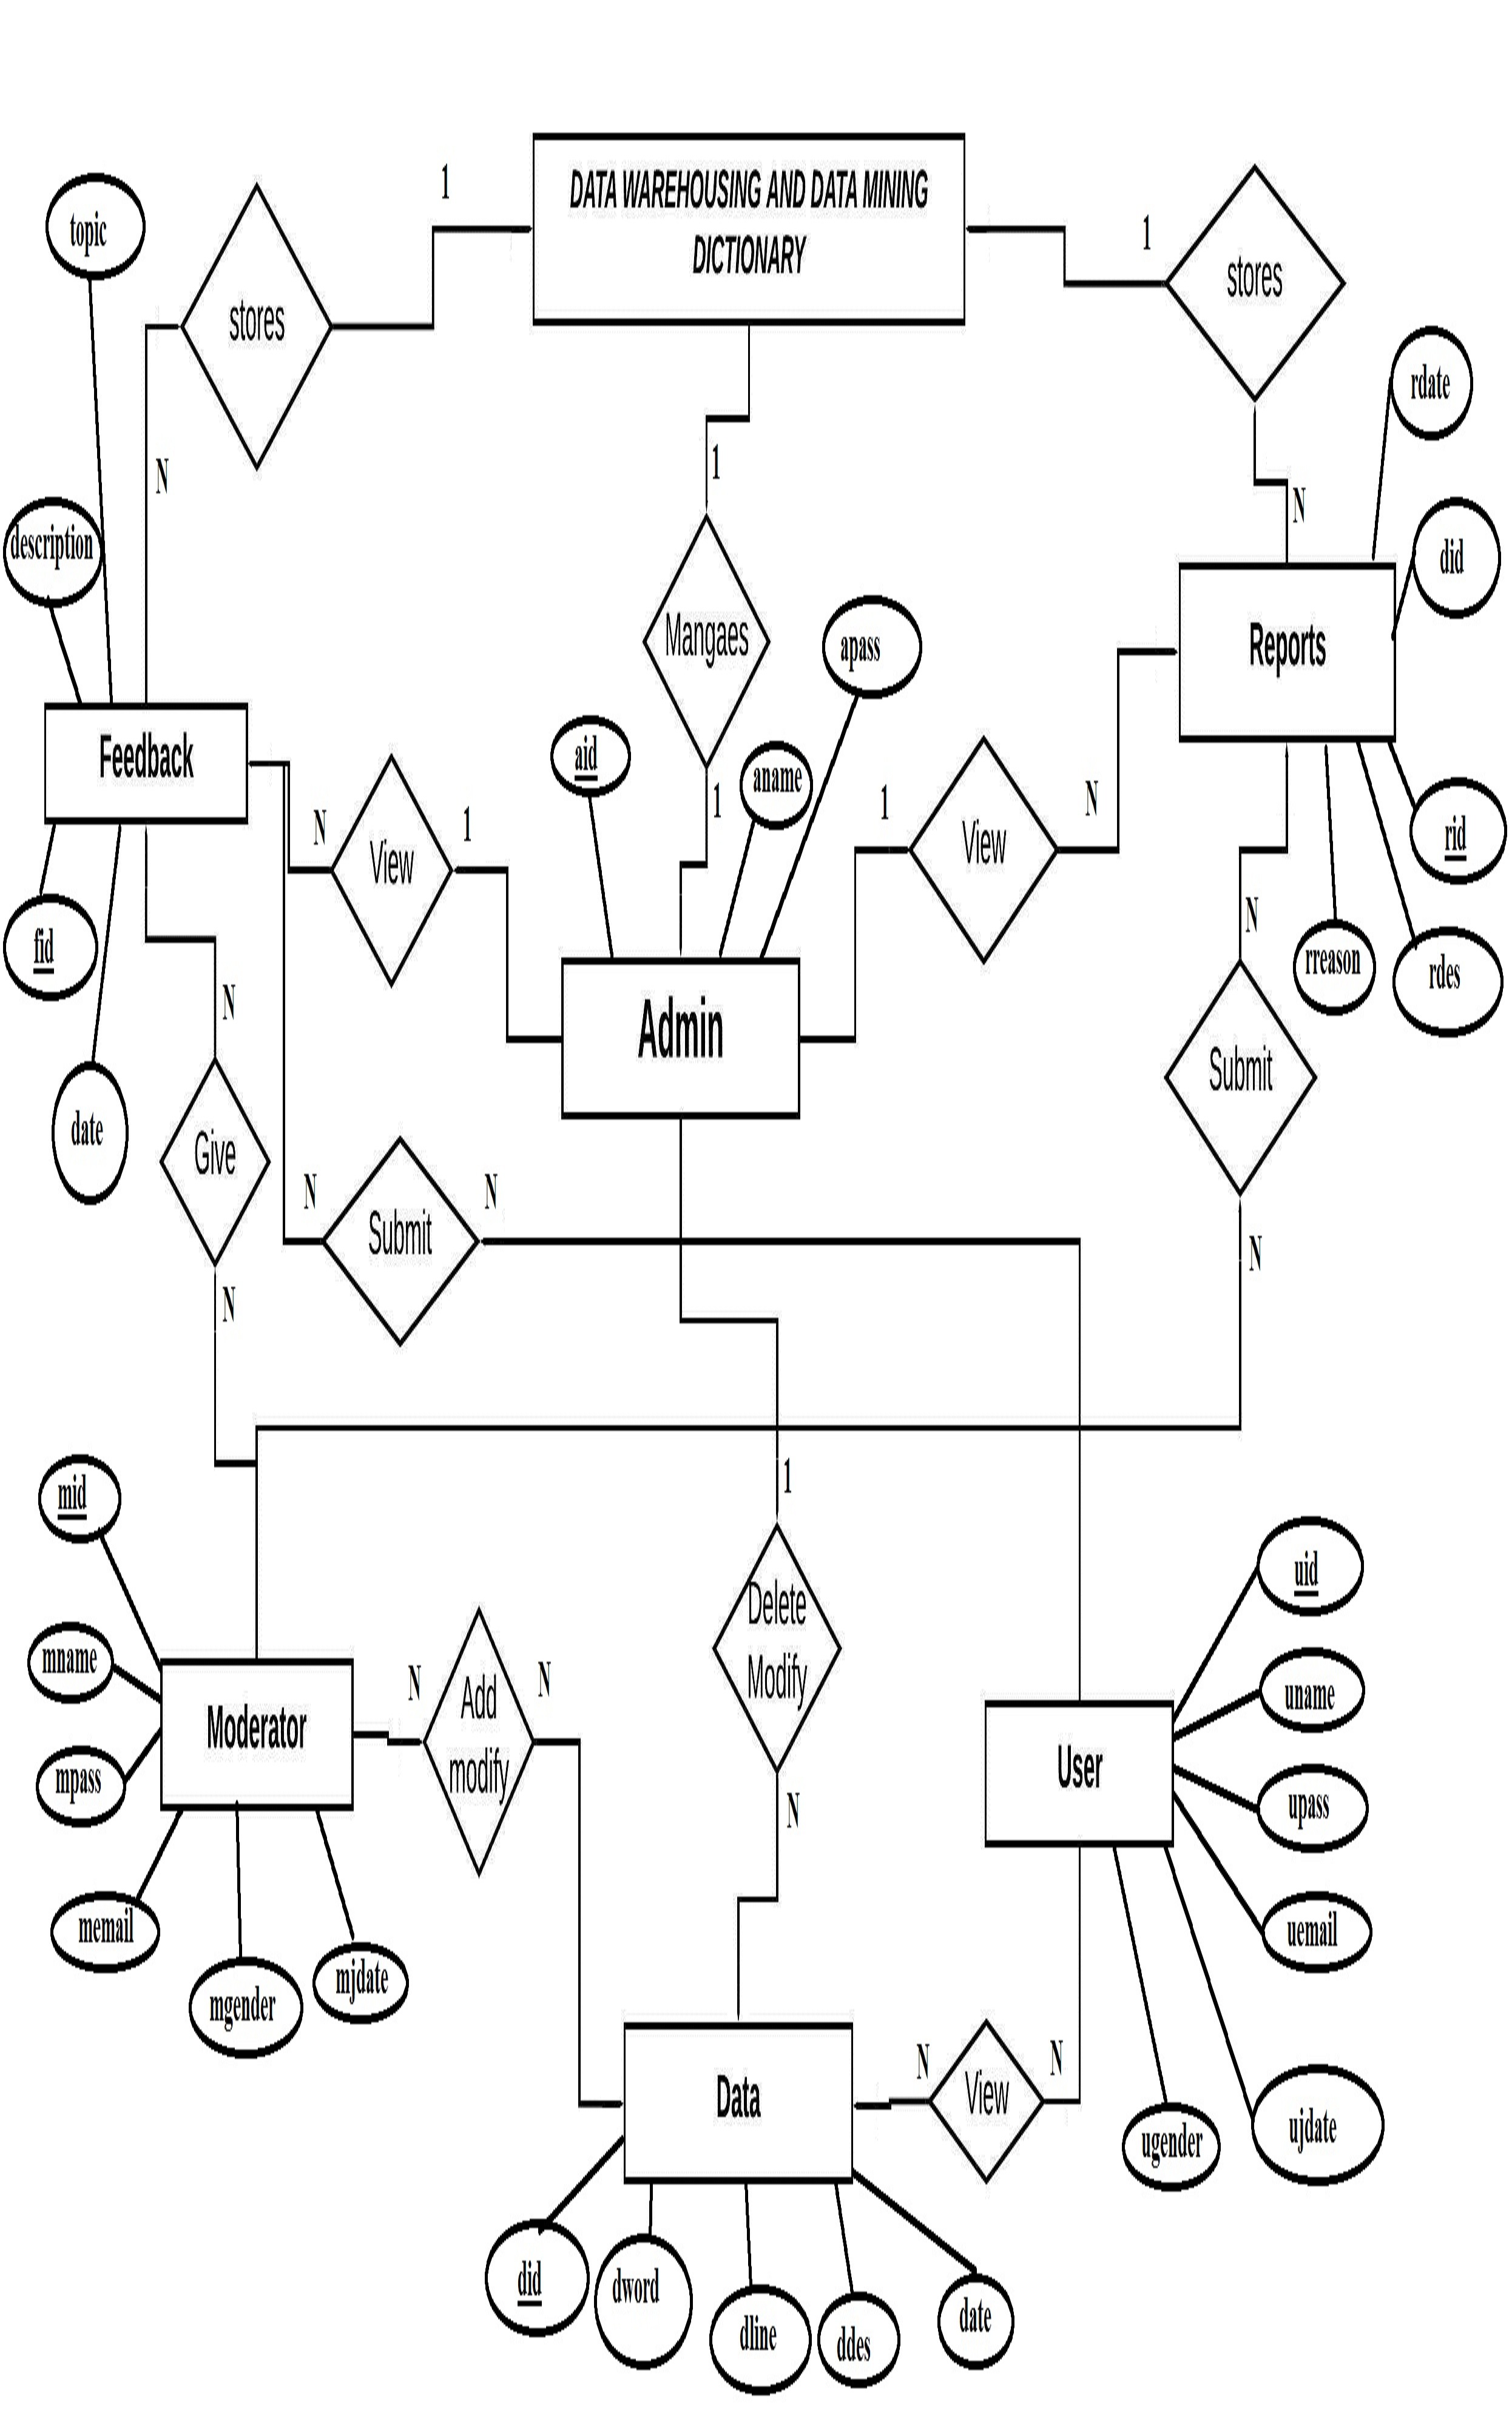 DATA WAREHOUSING AND DATA MINING
DICTIONARY
1
1
topic
stores
stores
rdate
N
1
N
description
did
Mangaes
apass
Reports
Feedback
aid
aname
1
N
1
View
1
N
View
rid
fid
N
rreason
rdes
N
Admin
Submit
date
Give
N
N
Submit
N
N
1
mid
uid
Delete
Modify
mname
N
N
uname
Moderator
Add
modify
User
mpass
N
upass
memail
uemail
mjdate
mgender
N
N
Data
View
ugender
ujdate
did
dword
date
dline
ddes